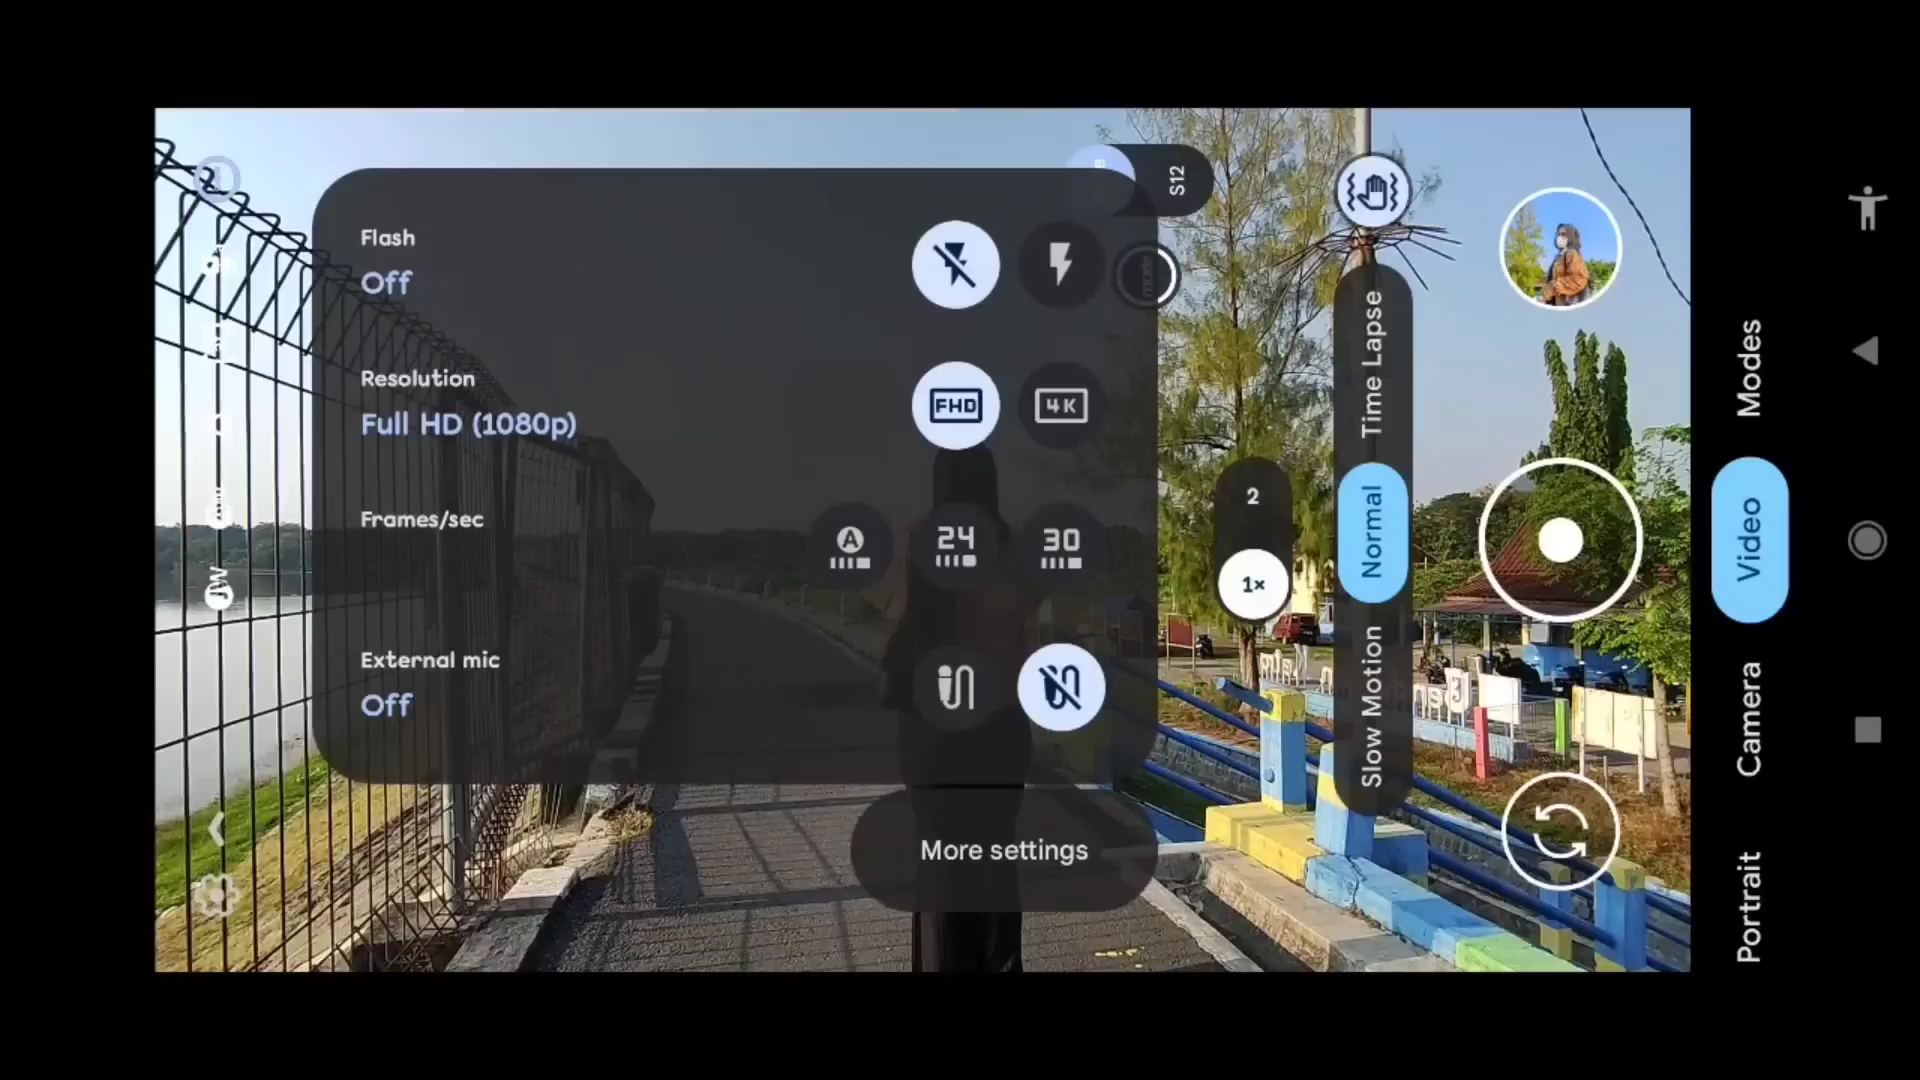 S12
Flash
Off
Resolution
Full HD (1080p)
FHD
4K
Frames/sec
A
24
30
External mic
Off
More settings
2
1×
Time Lapse
Normal
Slow Motion
Modes
Video
Camera
Portrait